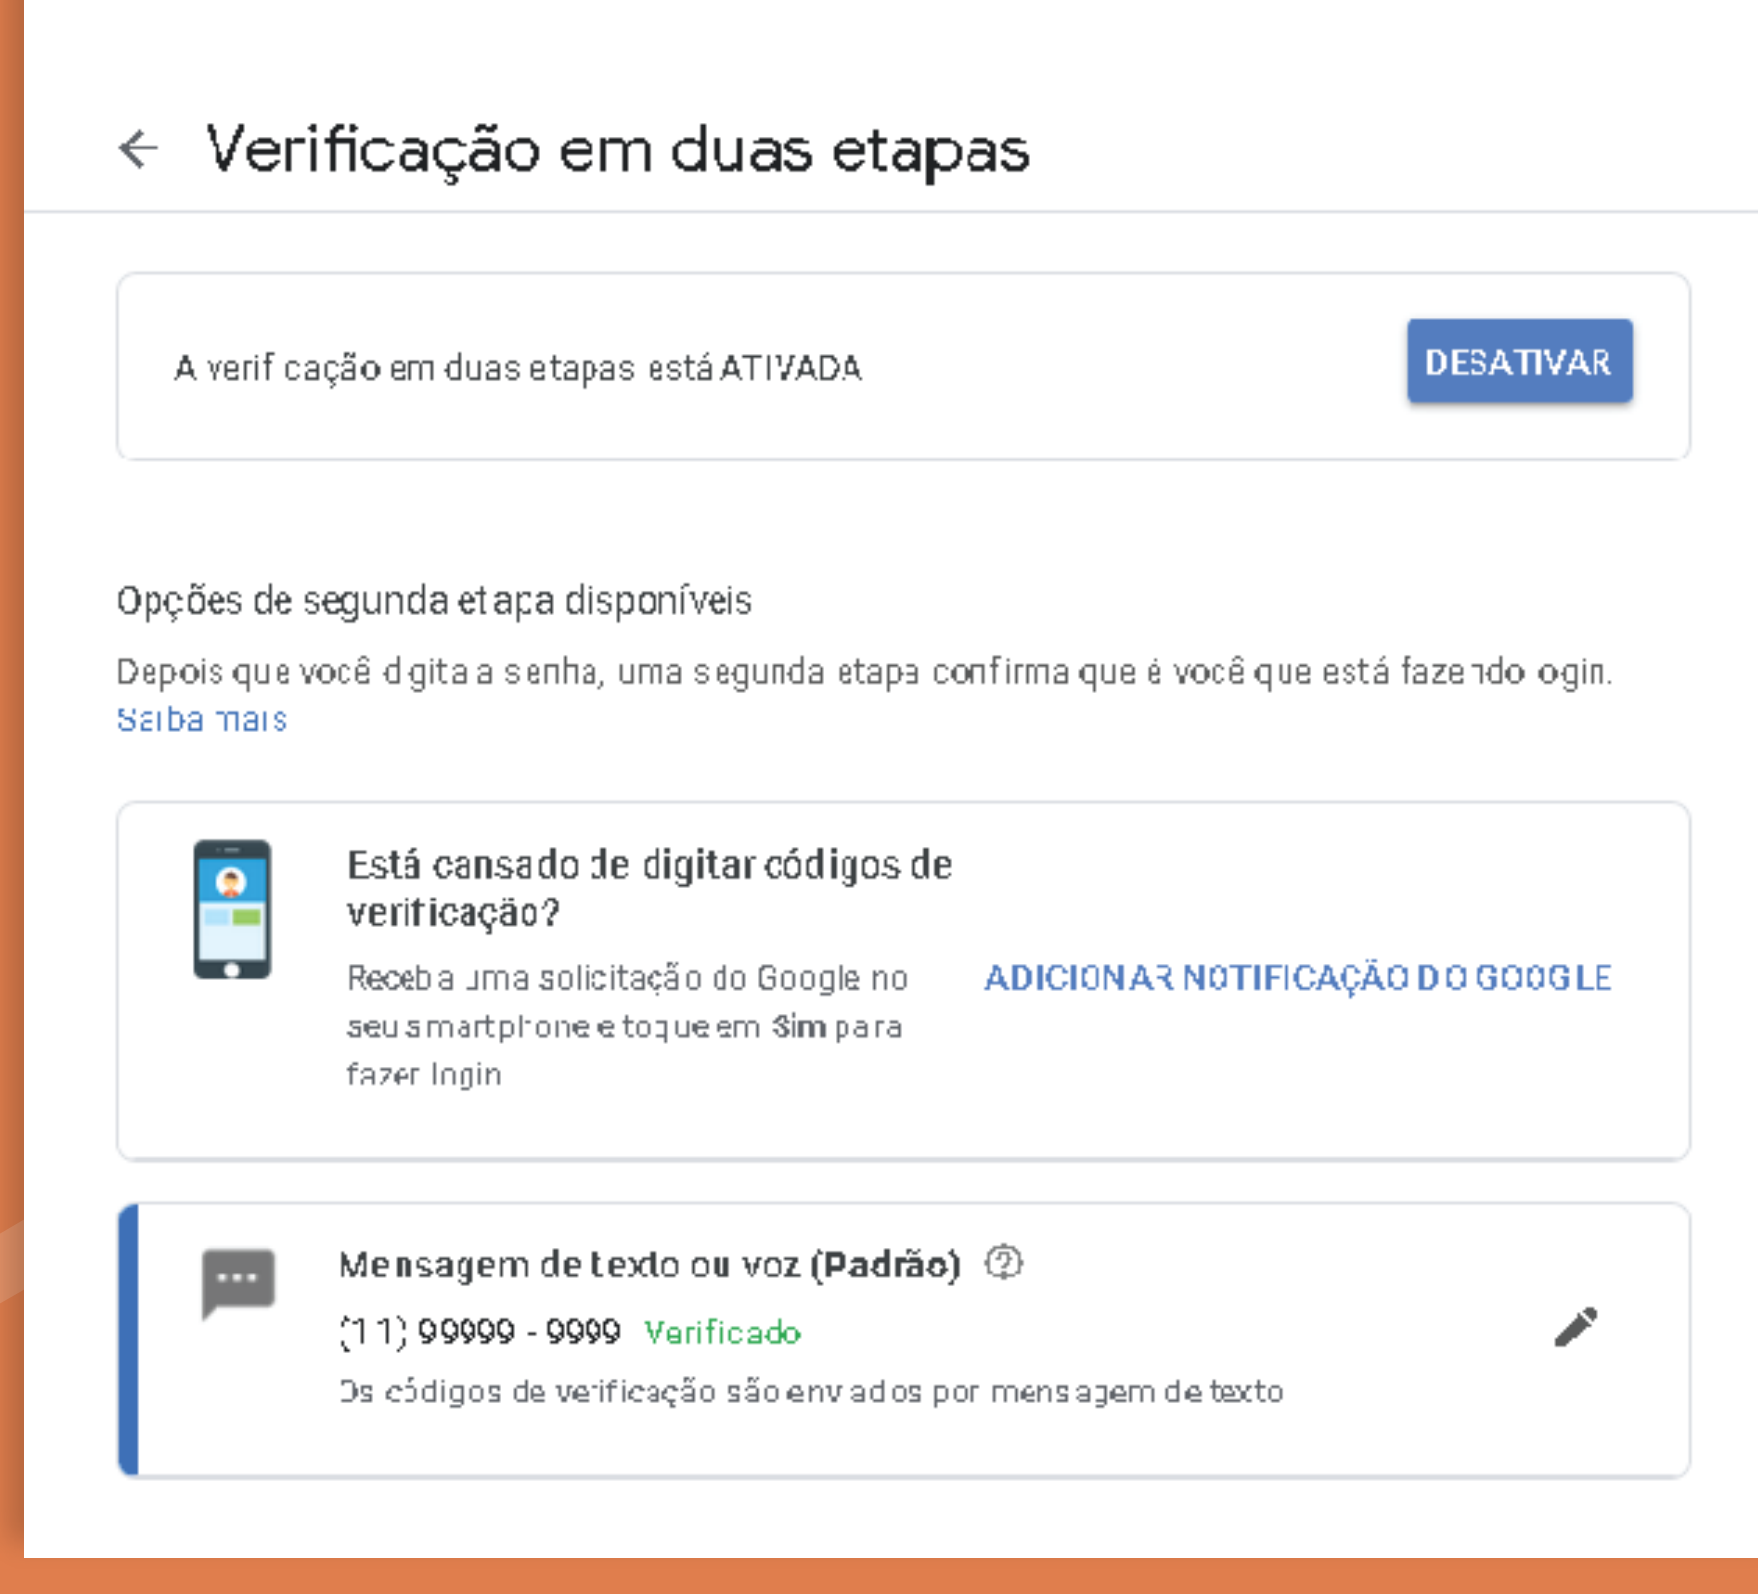 Verificação em duas etapas
A verificação em duas etapas está ATIVADA
DESATIVAR
Opções de segunda etapa disponíveis
Depois que você digita a senha, uma segunda etapa confirma que é você que está fazendo login.
Saiba mais
Está cansado de digitar códigos de
verificação?
Receba uma solicitação do Google no
seu smartphone e toque em Sim para
fazer login
ADICIONAR NOTIFICAÇÃO DO GOOGLE
Mensagem de texto ou voz (Padrão)
(11) 99999 - 9999 Verificado
Os códigos de verificação são enviados por mensagem de texto